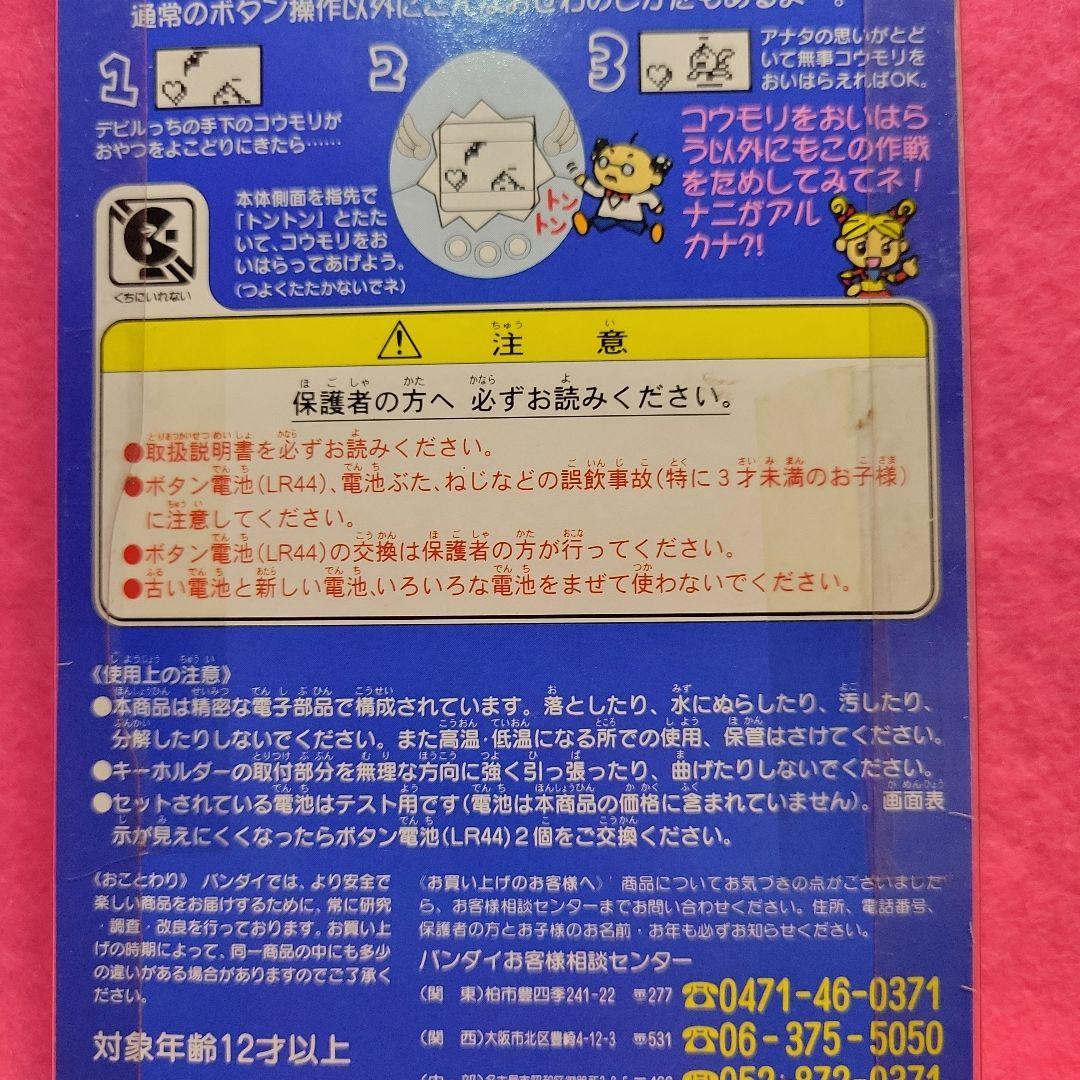 通常のボタン操作以外にこんなおせわのしかたもあるよ
1
2
3
デビルっちの手下のコウモリが
おやつをよこどりにきたら……
本体側面を指先で
「トントン」とたた
いて、コウモリをお
いはらってあげよう。
(つよくたたかないでネ)
トン
トン
アナタの思いがとど
いて無事コウモリを
おいはらえればOK。
コウモリをおいはら
う以外にもこの作戦
をためしてみてネ!
ナニがアル
カナ?!
くちにいれない
注意
保護者の方へ 必ずお読みください。
●取扱説明書を必ずお読みください。
●ボタン電池(LR44)、電池ぶた、ねじなどの誤飲事故(特に3才未満のお子様)
に注意してください。
●ボタン電池(LR44)の交換は保護者の方が行ってください。
●古い電池と新しい電池、いろいろな電池をまぜて使わないでください。
《使用上の注意》
●本商品は精密な電子部品で構成されています。落としたり、水にぬらしたり、汚したり、
分解したりしないでください。また高温・低温になる所での使用、保管はさけてください。
●キーホルダーの取付部分を無理な方向に強く引っ張ったり、曲げたりしないでください。
●セットされている電池はテスト用です(電池は本商品の価格に含まれていません)。画面表
示が見えにくくなったらボタン電池(LR44)2個をご交換ください。
《おことわり》バンダイでは、より安全で
楽しい商品をお届けするために、常に研究
・調査・改良を行っております。お買い上
げの時期によって、同一商品の中にも多少
の違いがある場合がありますのでご了承く
ださい。
対象年齢12才以上
《お買い上げのお客様へ》商品についてお気づきの点がございました
ら、お客様相談センターまでお問い合わせください。住所、電話番号、
保護者の方とお子様のお名前・お年も必ずお知らせください。
バンダイお客様相談センター
(関 東)柏市豊四季241-22 〒277 ☎0471-46-0371
(関 西)大阪市北区豊崎4-12-3 〒531 ☎06-375-5050
☎052-872-0371